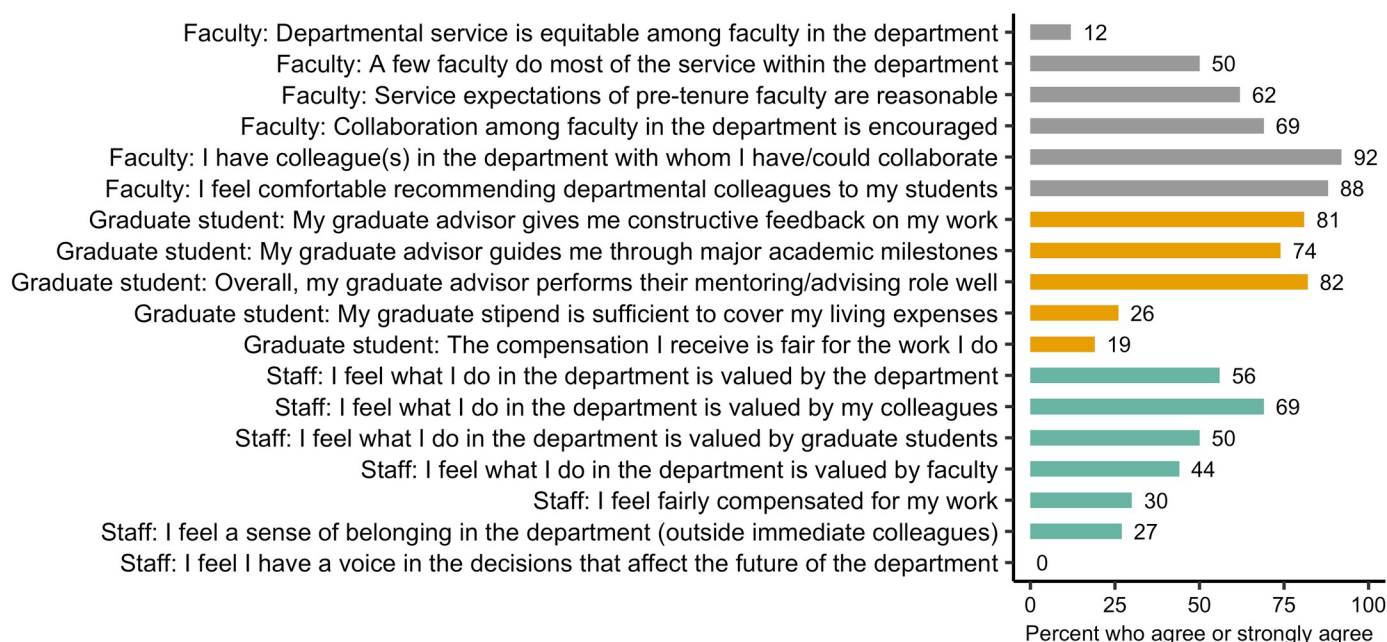 Faculty: Departmental service is equitable among faculty in the department 12
Faculty: A few faculty do most of the service within the department 50
Faculty: Service expectations of pre-tenure faculty are reasonable 62
Faculty: Collaboration among faculty in the department is encouraged 69
Faculty: I have colleague(s) in the department with whom I have/could collaborate 92
Faculty: I feel comfortable recommending departmental colleagues to my students 88
Graduate student: My graduate advisor gives me constructive feedback on my work 81
Graduate student: My graduate advisor guides me through major academic milestones 74
Graduate student: Overall, my graduate advisor performs their mentoring/advising role well 82
Graduate student: My graduate stipend is sufficient to cover my living expenses 26
Graduate student: The compensation I receive is fair for the work I do 19
Staff: I feel what I do in the department is valued by the department 56
Staff: I feel what I do in the department is valued by my colleagues 69
Staff: I feel what I do in the department is valued by graduate students 50
Staff: I feel what I do in the department is valued by faculty 44
Staff: I feel fairly compensated for my work 30
Staff: I feel a sense of belonging in the department (outside immediate colleagues) 27
Staff: I feel I have a voice in the decisions that affect the future of the department 0
0 25 50 75 100
Percent who agree or strongly agree